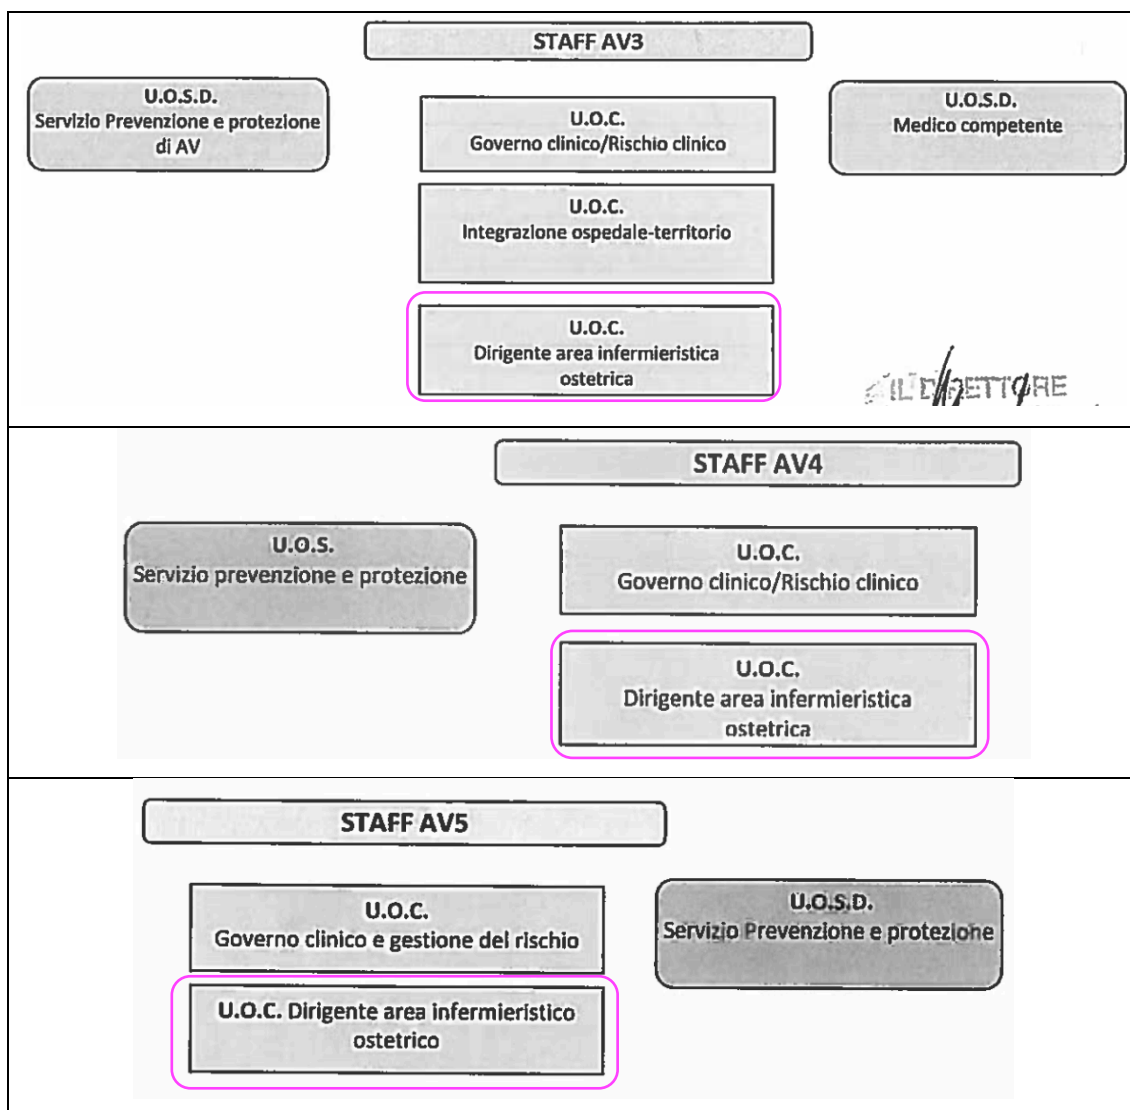 STAFF AV3
U.O.S.D.
Servizio Prevenzione e protezione
di AV
U.O.C.
Governo clinico/Rischio clinico
U.O.S.D.
Medico competente
U.O.C.
Integrazione ospedale-territorio
U.O.C.
Dirigente area infermieristica
ostetrica
IL DIRETTORE
STAFF AV4
U.O.S.
Servizio prevenzione e protezione
U.O.C.
Governo clinico/Rischio clinico
U.O.C.
Dirigente area infermieristica
ostetrica
STAFF AV5
U.O.C.
Governo clinico e gestione del rischio
U.O.S.D.
Servizio Prevenzione e protezione
U.O.C. Dirigente area infermieristico
ostetrico